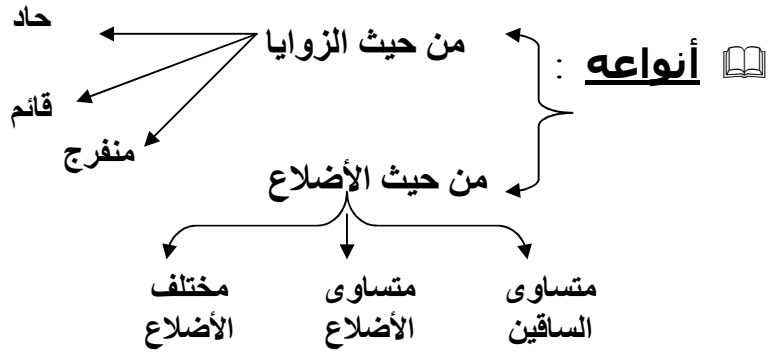 أنواعه :
من حيث الزوايا
حاد
قائم
منفرج
من حيث الأضلاع
متساوى الساقين
متساوى الأضلاع
مختلف الأضلاع